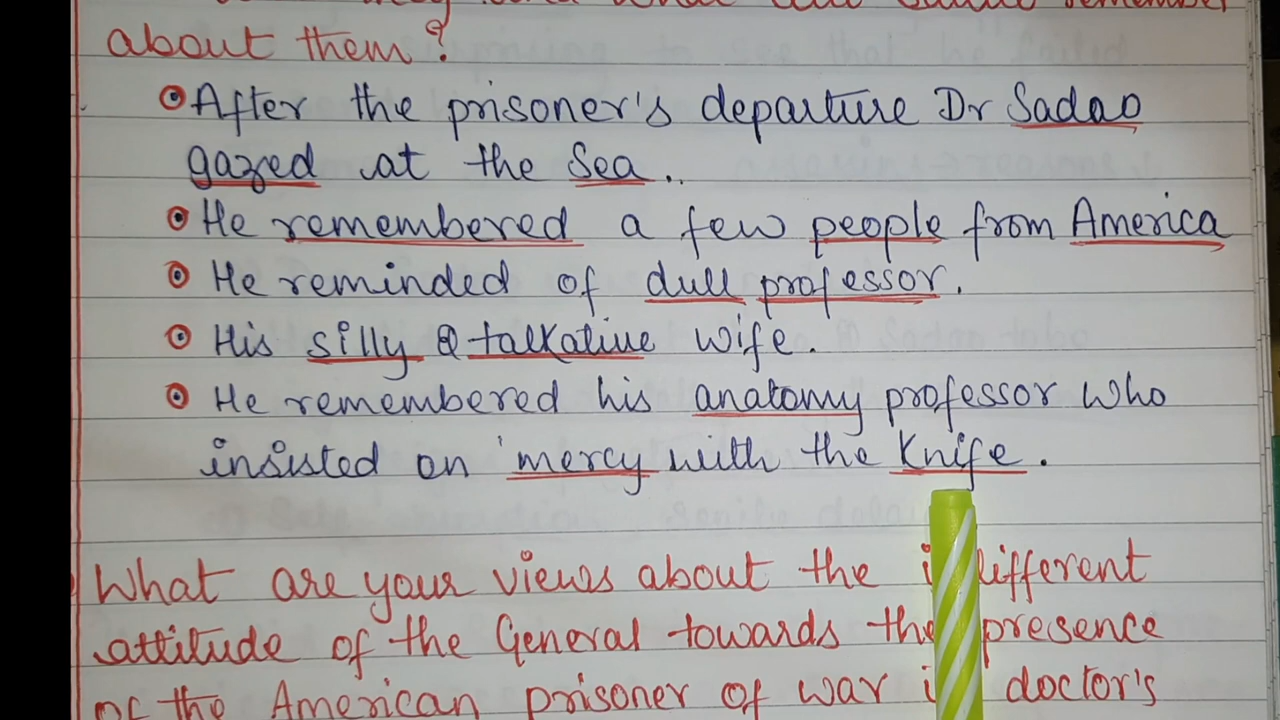 remember
about them?
After the prisoner's departure Dr Sadao
gazed at the Sea..
He remembered a few people from America
He reminded of dull professor.
His silly & talkative wife.
He remembered his anatomy professor who
insisted on 'mercy with the Knife.
What are your views about the different
attitude of the General towards the presence
of the American prisoner of war doctor's